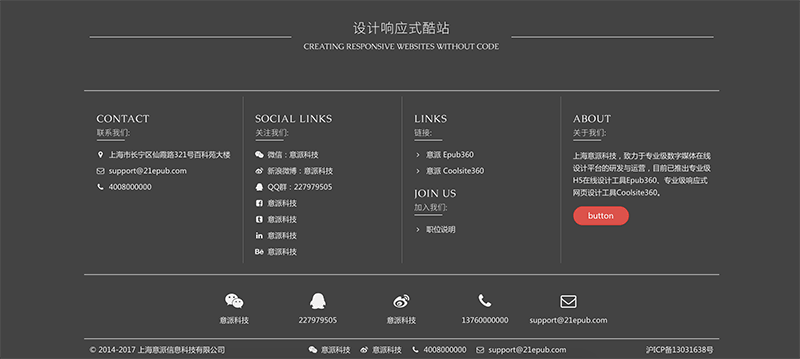 设计响应式酷站
CREATING RESPONSIVE WEBSITES WITHOUT CODE
CONTACT
联系我们:
上海市长宁区仙霞路321号百科苑大楼
support@21epub.com
4008000000
SOCIAL LINKS
关注我们:
微信：意派科技
新浪微博：意派科技
QQ群：227979505
意派科技
意派科技
意派科技
意派科技
LINKS
链接:
意派 Epub360
意派 Coolsite360
JOIN US
加入我们:
职位说明
ABOUT
关于我们:
上海意派科技，致力于专业级数字媒体在线
设计平台的研发与运营，目前已推出专业级
H5在线设计工具Epub360、专业级响应式
网页设计工具Coolsite360。
button
意派科技
227979505
意派科技
13760000000
support@21epub.com
© 2014-2017 上海意派信息科技有限公司
意派科技
意派科技
4008000000
support@21epub.com
沪ICP备13031638号